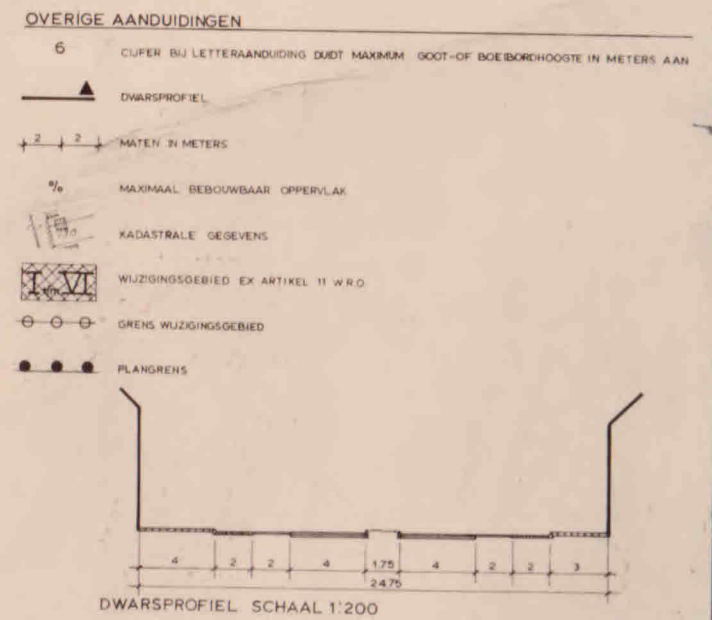 OVERIGE AANDUIDINGEN
6 CIJFER BIJ LETTERAANDUIDING DUIDT MAXIMUM GOOT-OF BOEIBORDHOOGTE IN METERS AAN
DWARSPROFIEL
2 2 MATEN IN METERS
% MAXIMAAL BEBOUWBAAR OPPERVLAK
KADASTRALE GEGEVENS
I t/m VI WIJZIGINGSGEBIED EX ARTIKEL 11 W.R.O.
GRENS WIJZIGINGSGEBIED
PLANGRENS
4 2 2 4 1.75 4 2 2 3
24.75
DWARSPROFIEL SCHAAL 1:200